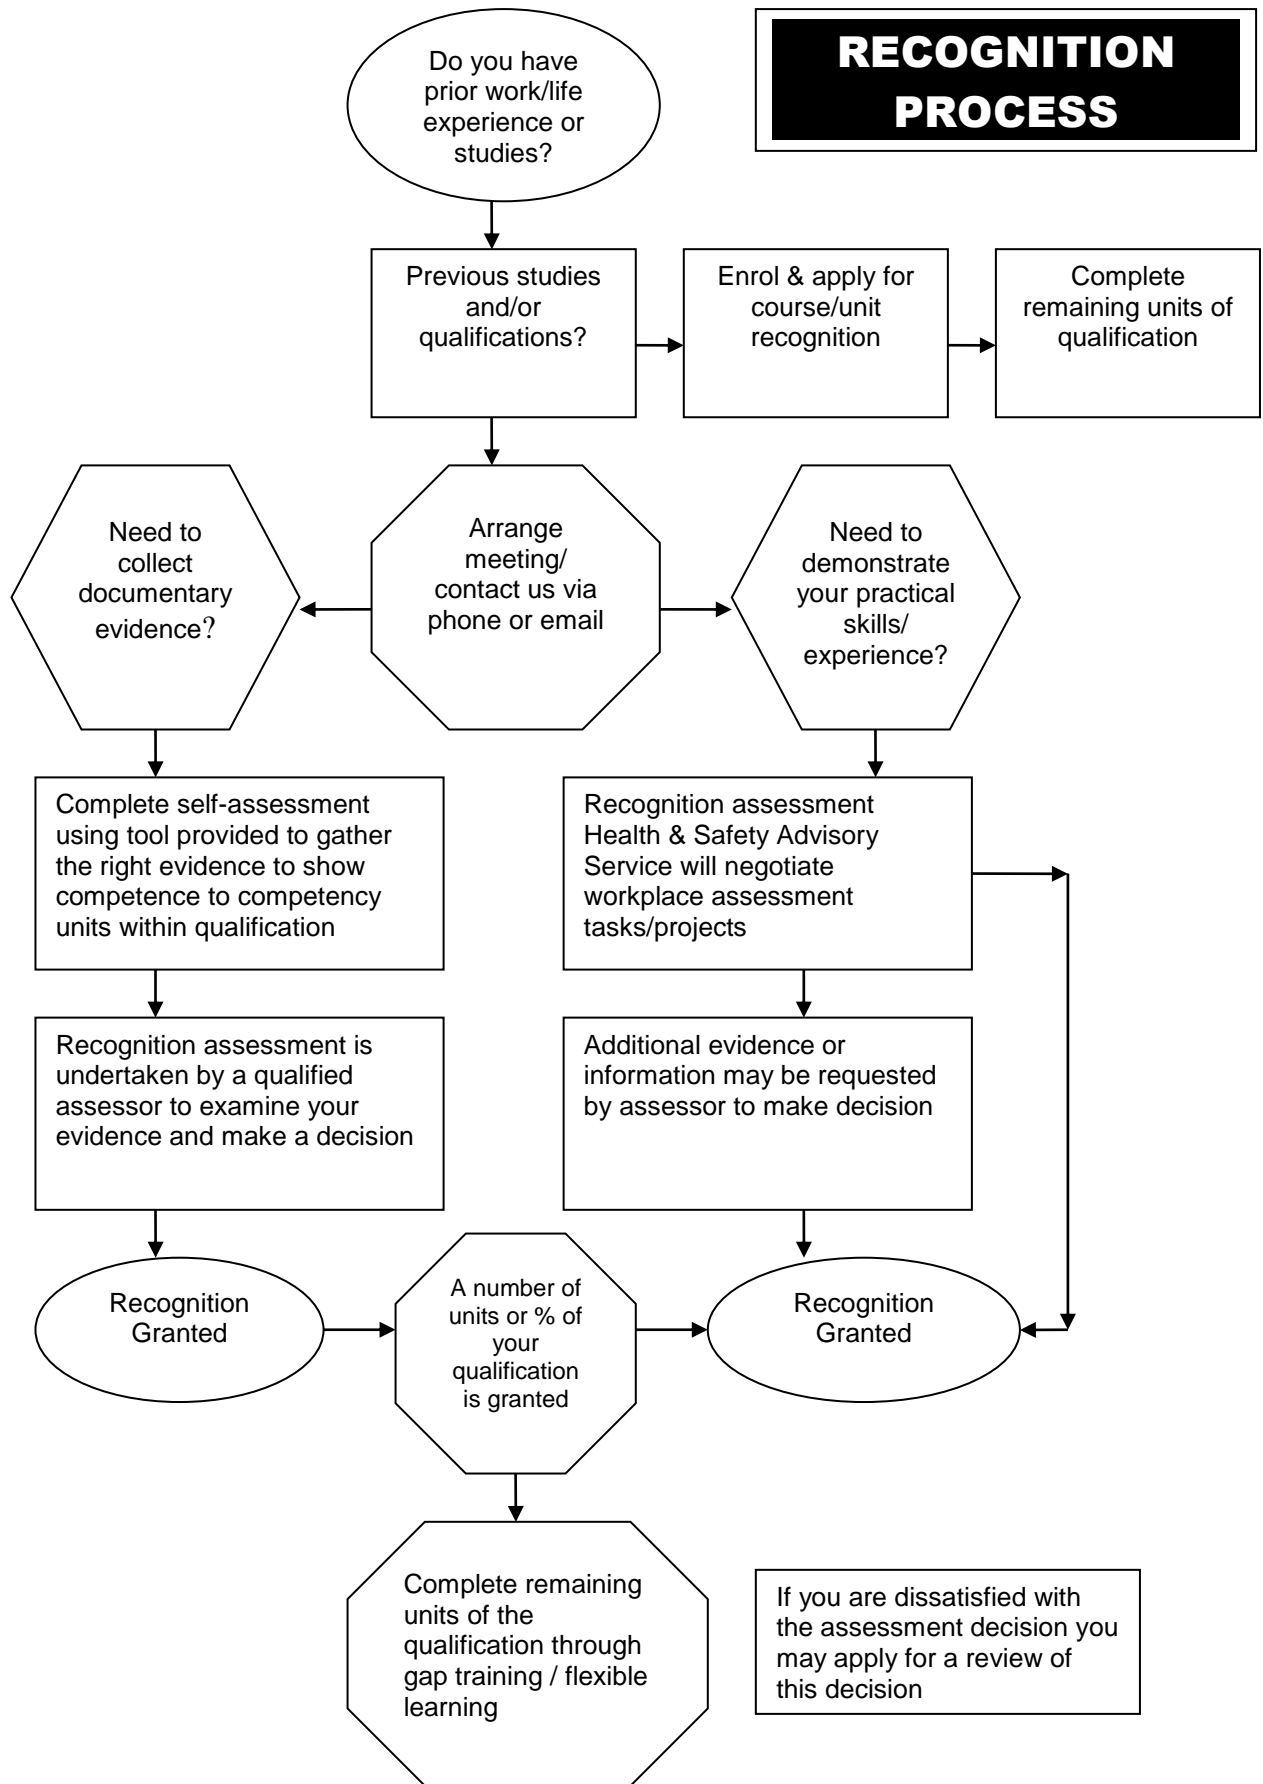 Do you have
prior work/life
experience or
studies?
RECOGNITION
PROCESS
Previous studies
and/or
qualifications?
Enrol & apply for
course/unit
recognition
Complete
remaining units of
qualification
Need to
collect
documentary
evidence?
Arrange
meeting/
contact us via
phone or email
Need to
demonstrate
your practical
skills/
experience?
Complete self-assessment
using tool provided to gather
the right evidence to show
competence to competency
units within qualification
Recognition assessment
Health & Safety Advisory
Service will negotiate
workplace assessment
tasks/projects
Recognition assessment is
undertaken by a qualified
assessor to examine your
evidence and make a decision
Additional evidence or
information may be requested
by assessor to make decision
Recognition
Granted
A number of
units or % of
your
qualification
is granted
Recognition
Granted
Complete remaining
units of the
qualification through
gap training / flexible
learning
If you are dissatisfied with
the assessment decision you
may apply for a review of
this decision